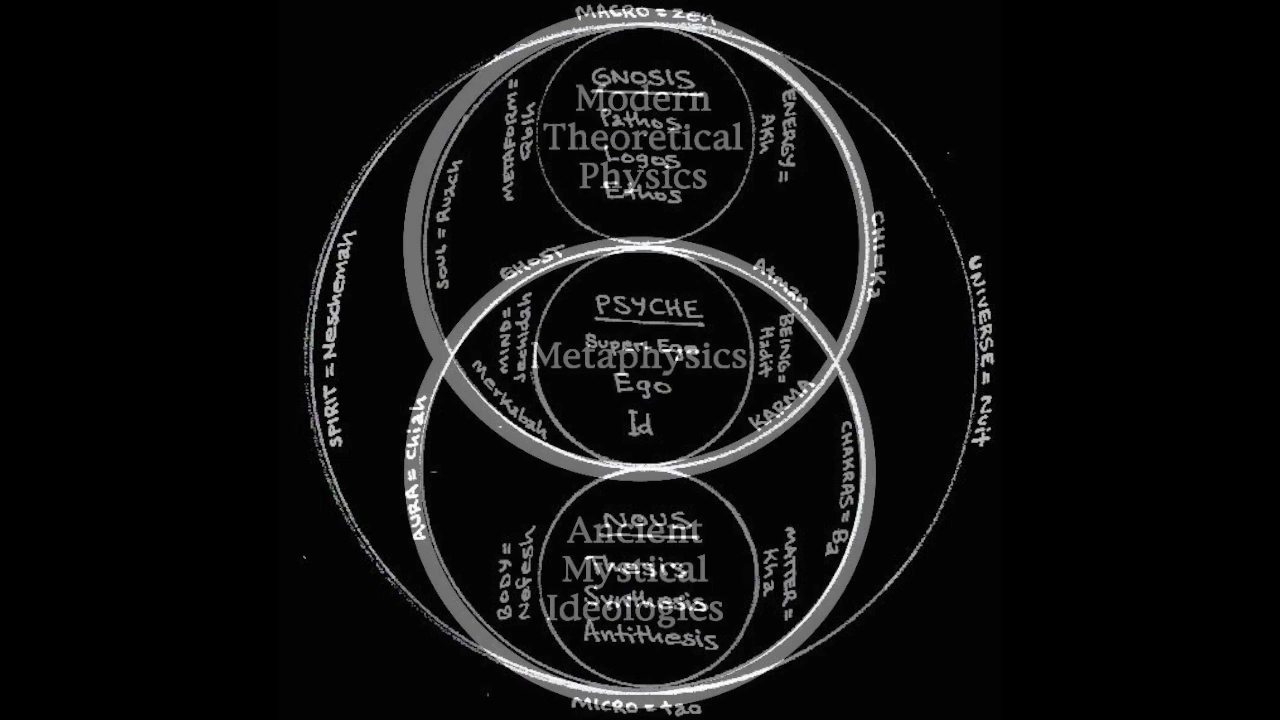 MACRO = Zen
GNOSIS
Modern
Pathos
Theoretical
Logos
Physics
Ethos
METAFORM =
Qblh
ENERGY =
Akh
SOUL = Ruach
CHI = Ka
GHOST
Atman
SPIRIT = Neschemah
UNIVERSE = Nuit
PSYCHE
Super-Ego
Metaphysics
Ego
Id
MIND =
Jechidah
BEING =
Hadit
Merkabah
KARMA
AURA = Chiah
CHAKRAS = Ba
NOUS
Ancient
Thesis
Mystical
Synthesis
Ideologies
Antithesis
BODY =
Nefesh
MATTER =
Kha
MICRO = tao